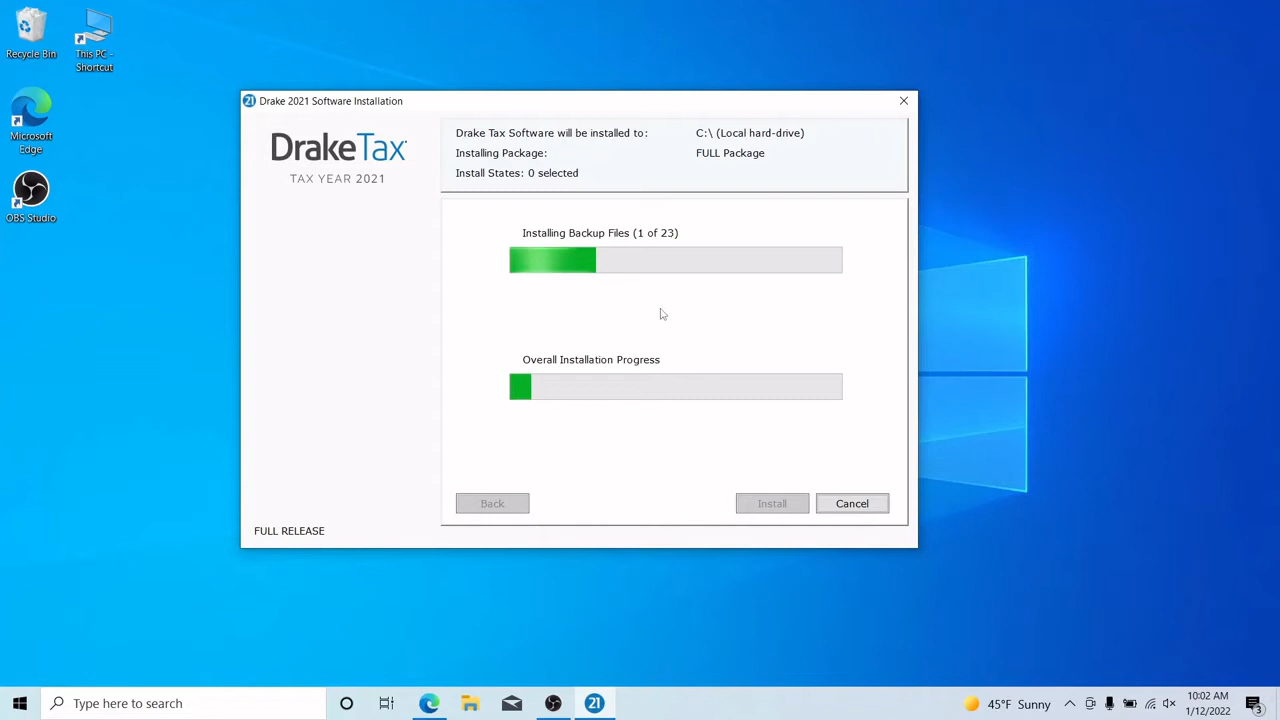 Recycle Bin
This PC -
Shortcut
Microsoft
Edge
OBS Studio
21 Drake 2021 Software Installation
DrakeTax
TAX YEAR 2021
Drake Tax Software will be installed to: C:\ (Local hard-drive)
Installing Package: FULL Package
Install States: 0 selected
Installing Backup Files (1 of 23)
Overall Installation Progress
Back Install Cancel
FULL RELEASE
Type here to search
21
45°F Sunny
10:02 AM
1/12/2022
3